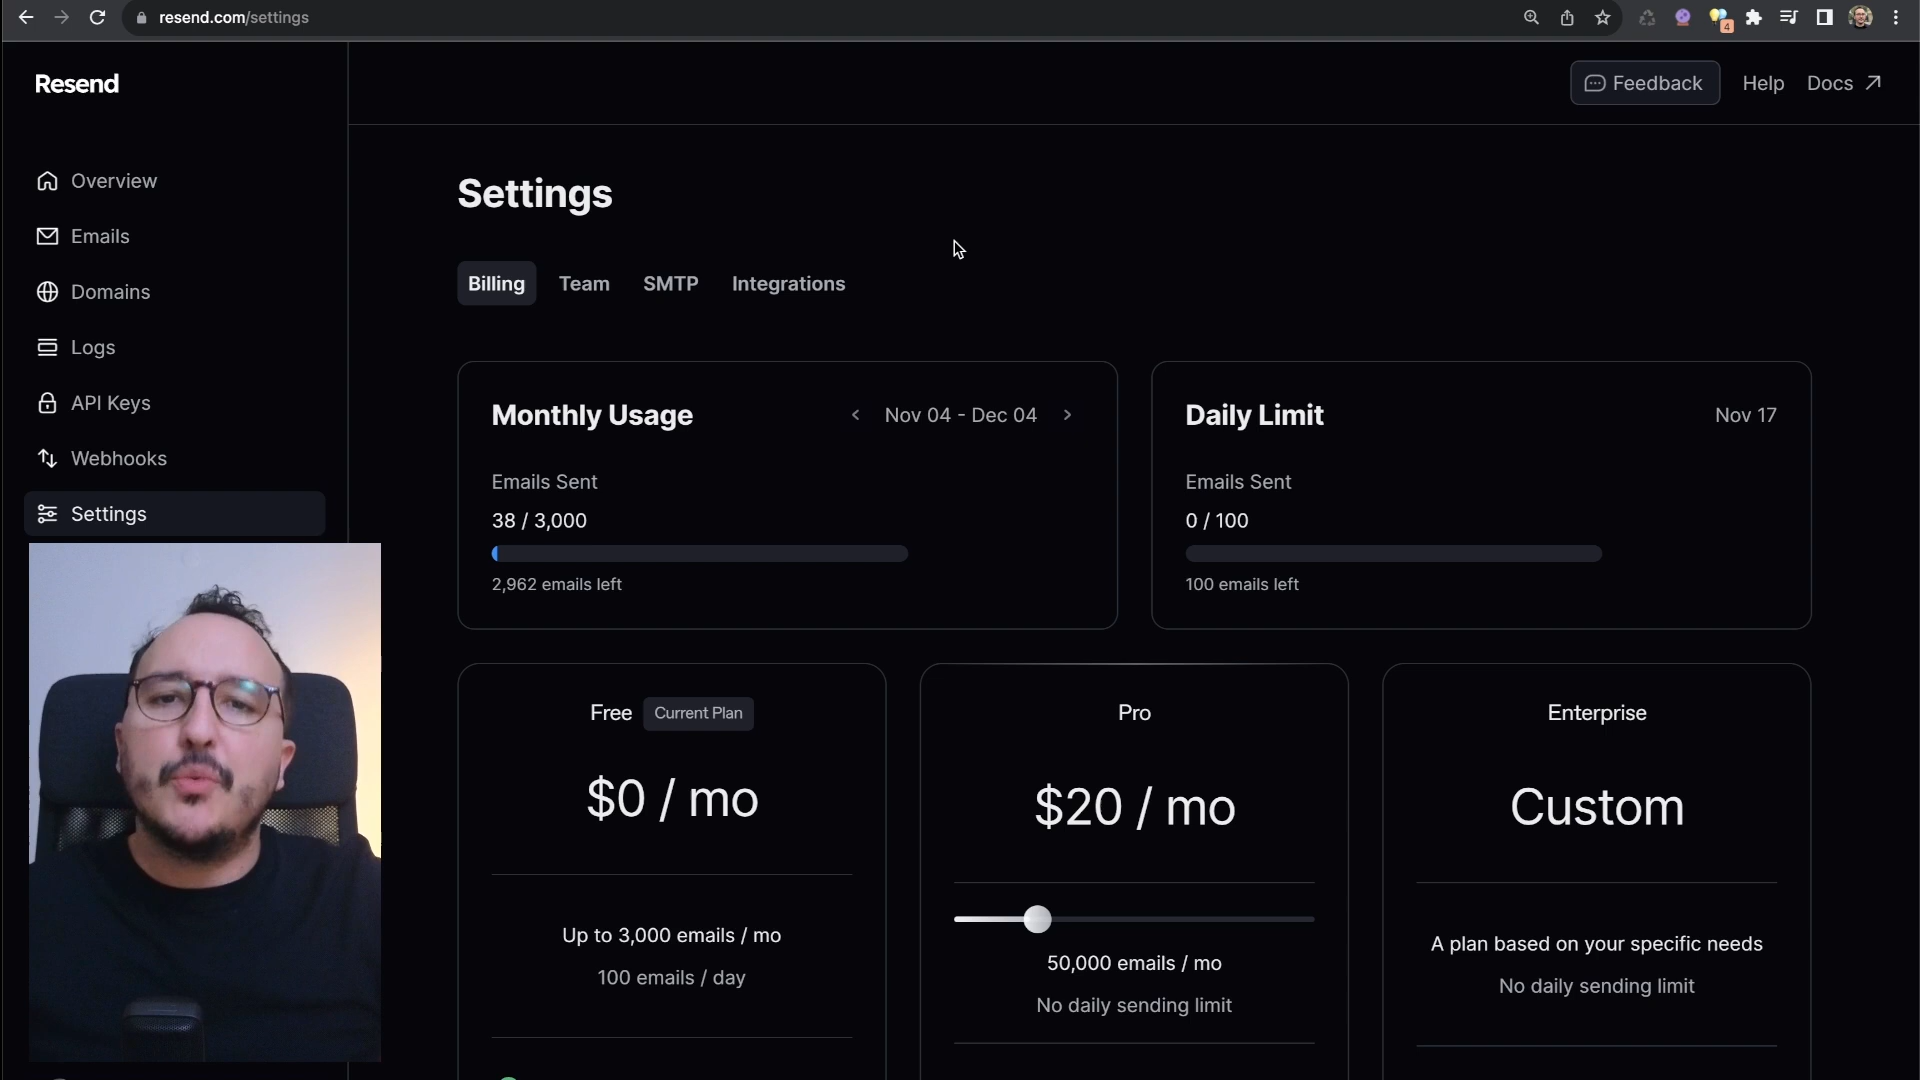 resend.com/settings
4
Resend
Feedback
Help
Docs
Overview
Emails
Domains
Logs
API Keys
Webhooks
Settings
Settings
Billing
Team
SMTP
Integrations
Monthly Usage
Nov 04 - Dec 04
Emails Sent
38 / 3,000
2,962 emails left
Daily Limit
Nov 17
Emails Sent
0 / 100
100 emails left
Free
Current Plan
$0 / mo
Up to 3,000 emails / mo
100 emails / day
Pro
$20 / mo
50,000 emails / mo
No daily sending limit
Enterprise
Custom
A plan based on your specific needs
No daily sending limit